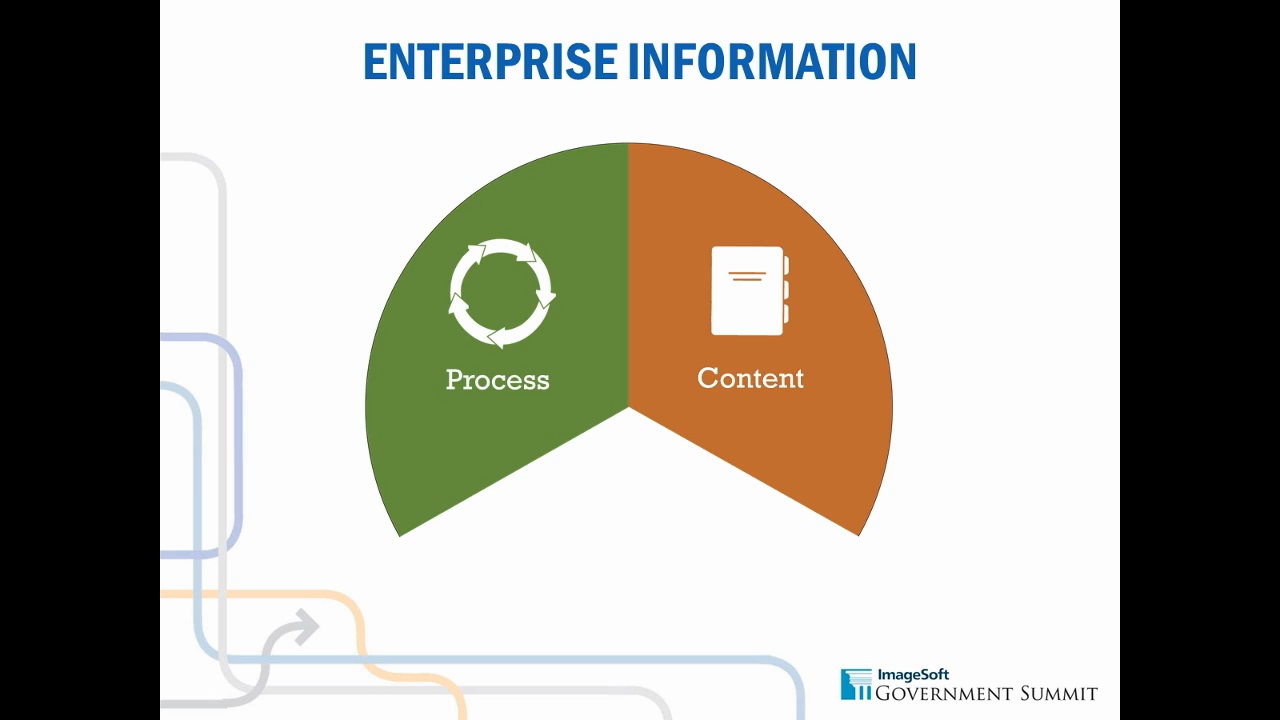 ENTERPRISE INFORMATION
Process
Content
ImageSoft
GOVERNMENT SUMMIT